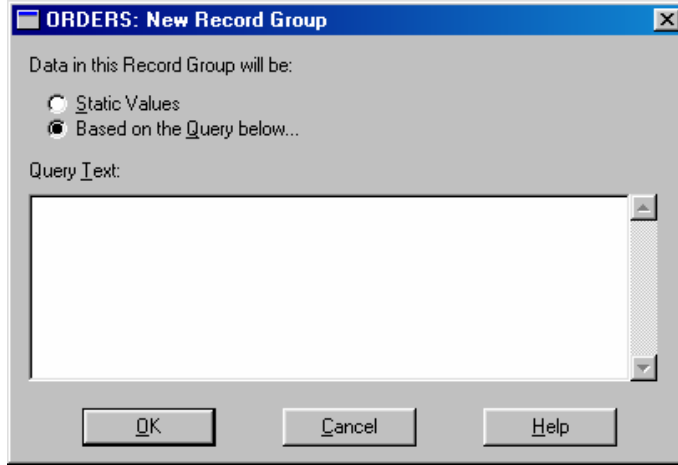 ORDERS: New Record Group
Data in this Record Group will be:
Static Values
Based on the Query below...
Query Text:
OK Cancel Help